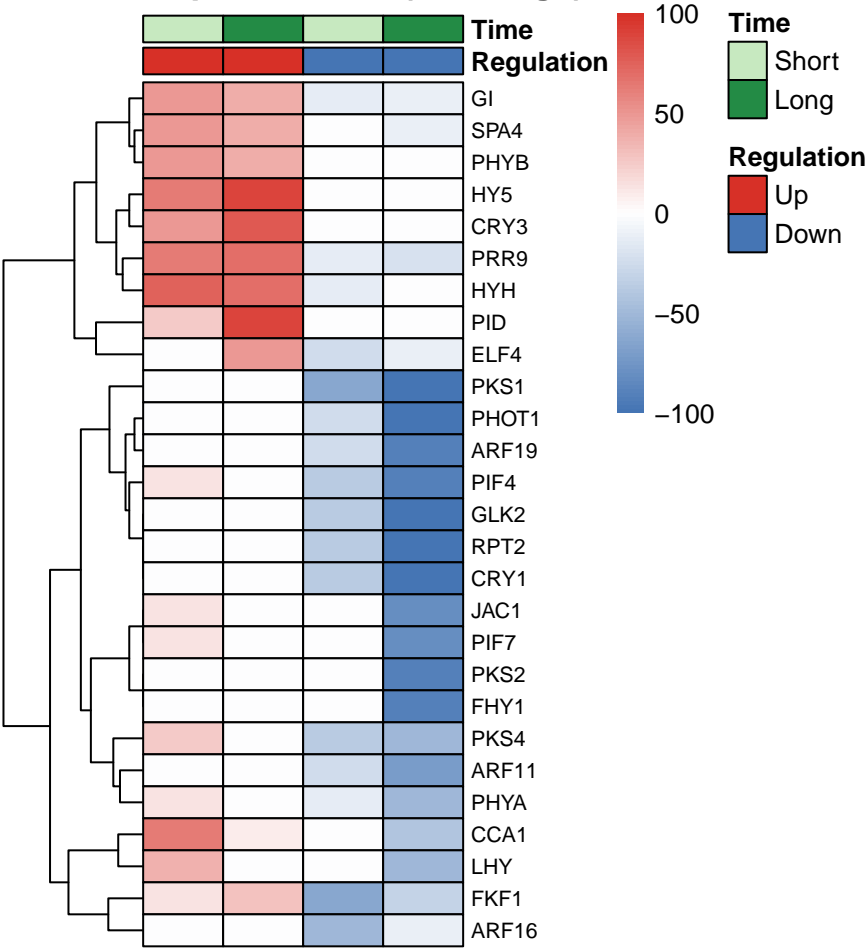 Time
Regulation
GI
SPA4
PHYB
HY5
CRY3
PRR9
HYH
PID
ELF4
PKS1
PHOT1
ARF19
PIF4
GLK2
RPT2
CRY1
JAC1
PIF7
PKS2
FHY1
PKS4
ARF11
PHYA
CCA1
LHY
FKF1
ARF16
100
50
0
−50
−100
Time
Short
Long
Regulation
Up
Down